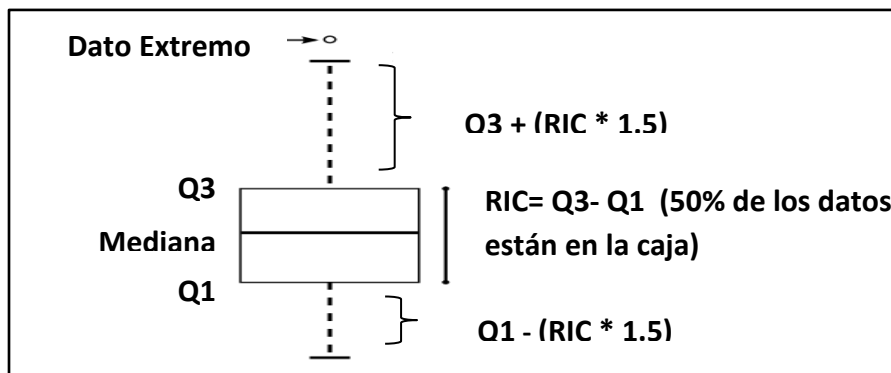 Dato Extremo
Q3 + (RIC * 1.5)
Q3
RIC= Q3- Q1 (50% de los datos
están en la caja)
Mediana
Q1
Q1 - (RIC * 1.5)